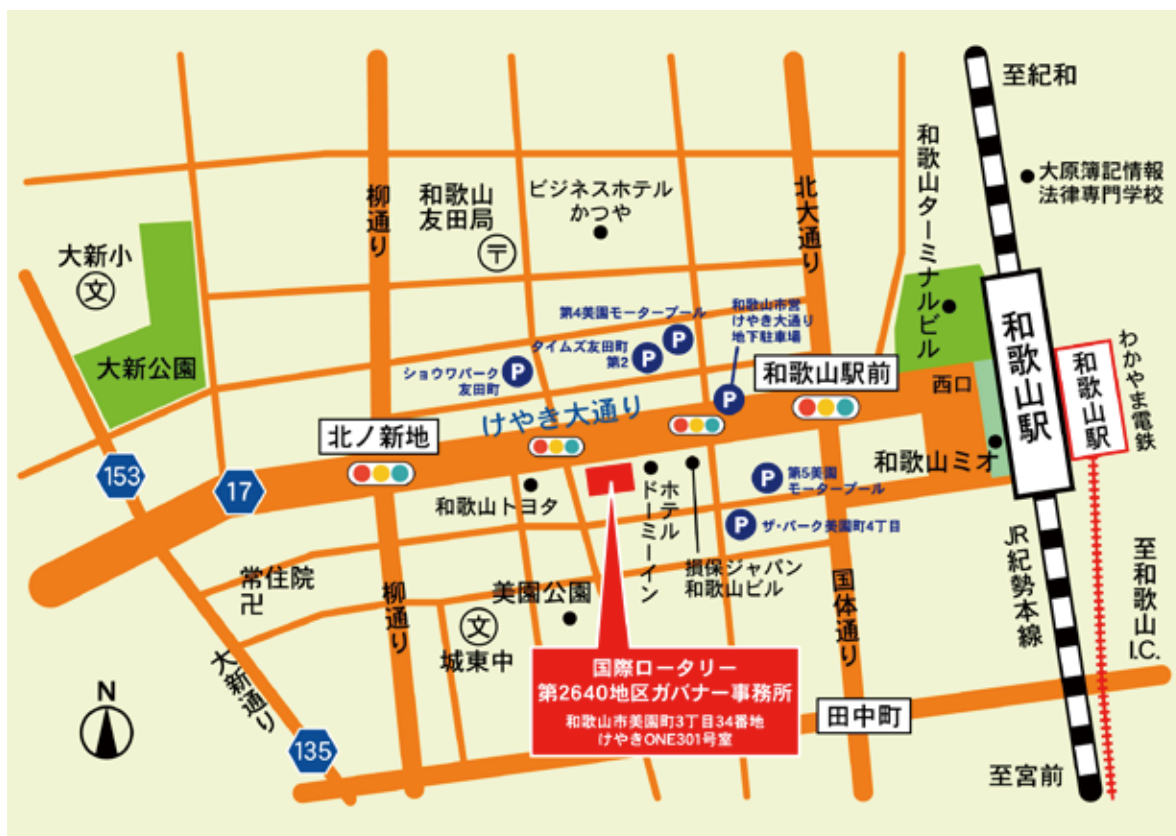 至紀和
大原簿記情報
法律専門学校
和歌山ターミナルビル
北大通り
柳通り
和歌山
友田局
〒
ビジネスホテル
かつや
大新小
文
大新公園
第4美園モータープール
P
タイムズ友田町
第2
P
ショウワパーク
友田町
P
和歌山市営
けやき大通り
地下駐車場
P
和歌山駅前
けやき大通り
北ノ新地
西口
和歌山駅
和歌山駅
わかやま電鉄
和歌山ミオ
153
17
和歌山トヨタ
ホテル
ドーミーイン
損保ジャパン
和歌山ビル
P
第5美園
モータープール
P
ザ・パーク美園町4丁目
常住院
卍
柳通り
美園公園
文
城東中
国体通り
JR紀勢本線
至和歌山
I.C.
大新通り
国際ロータリー
第2640地区ガバナー事務所
和歌山市美園町3丁目34番地
けやきONE301号室
田中町
N
135
至宮前